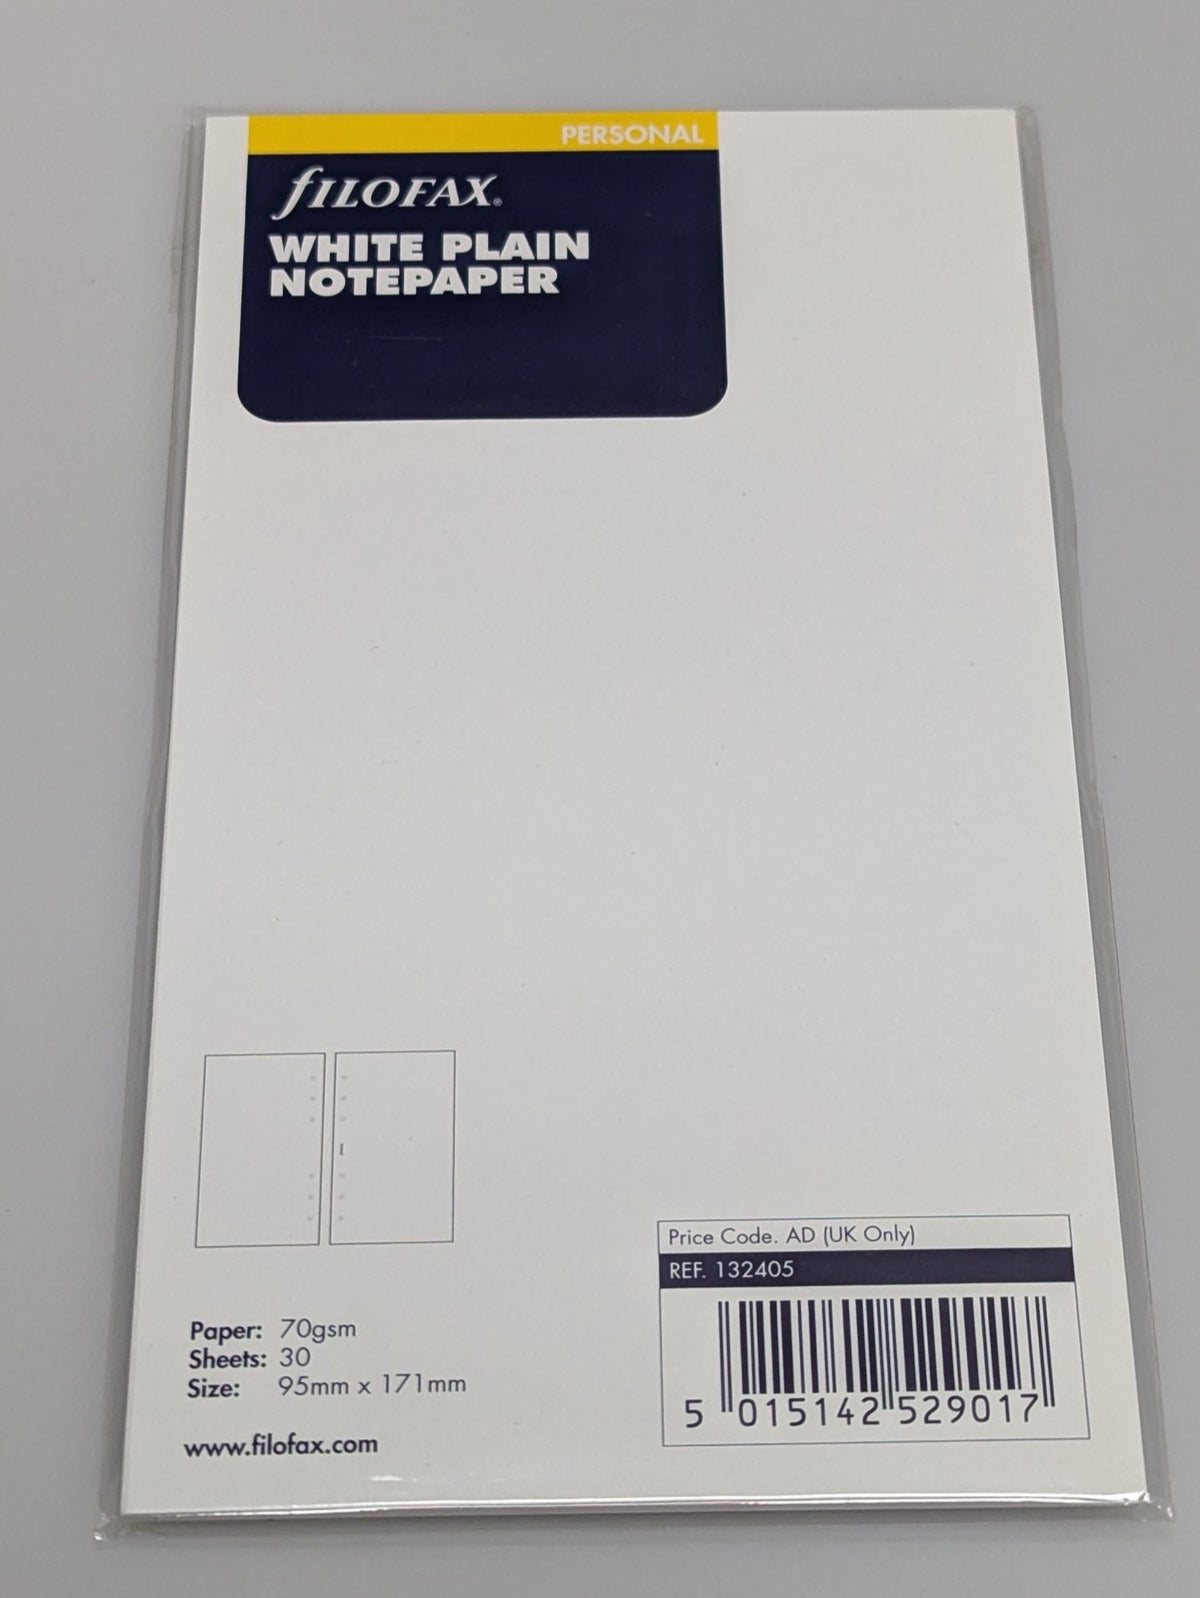 PERSONAL
filofax®
WHITE PLAIN
NOTEPAPER
Price Code. AD (UK Only)
REF. 132405
Paper: 70gsm
Sheets: 30
Size: 95mm x 171mm
5 015142 529017
www.filofax.com